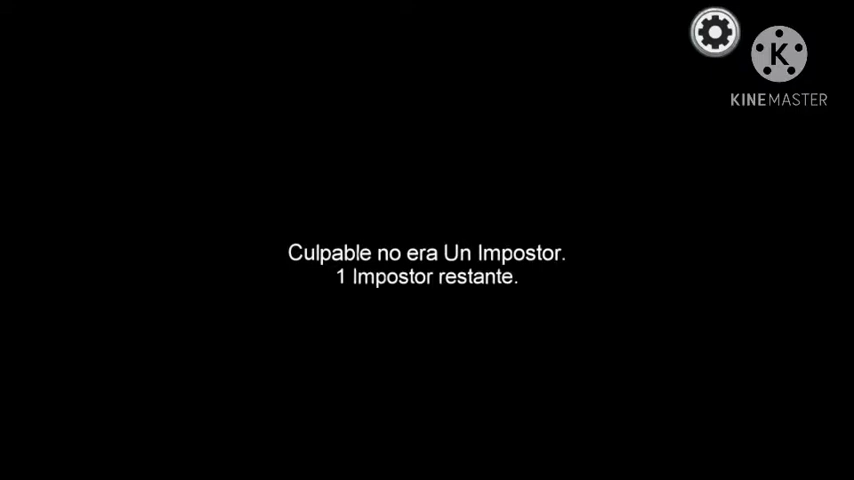 K
KINEMASTER
Culpable no era Un Impostor.
1 Impostor restante.